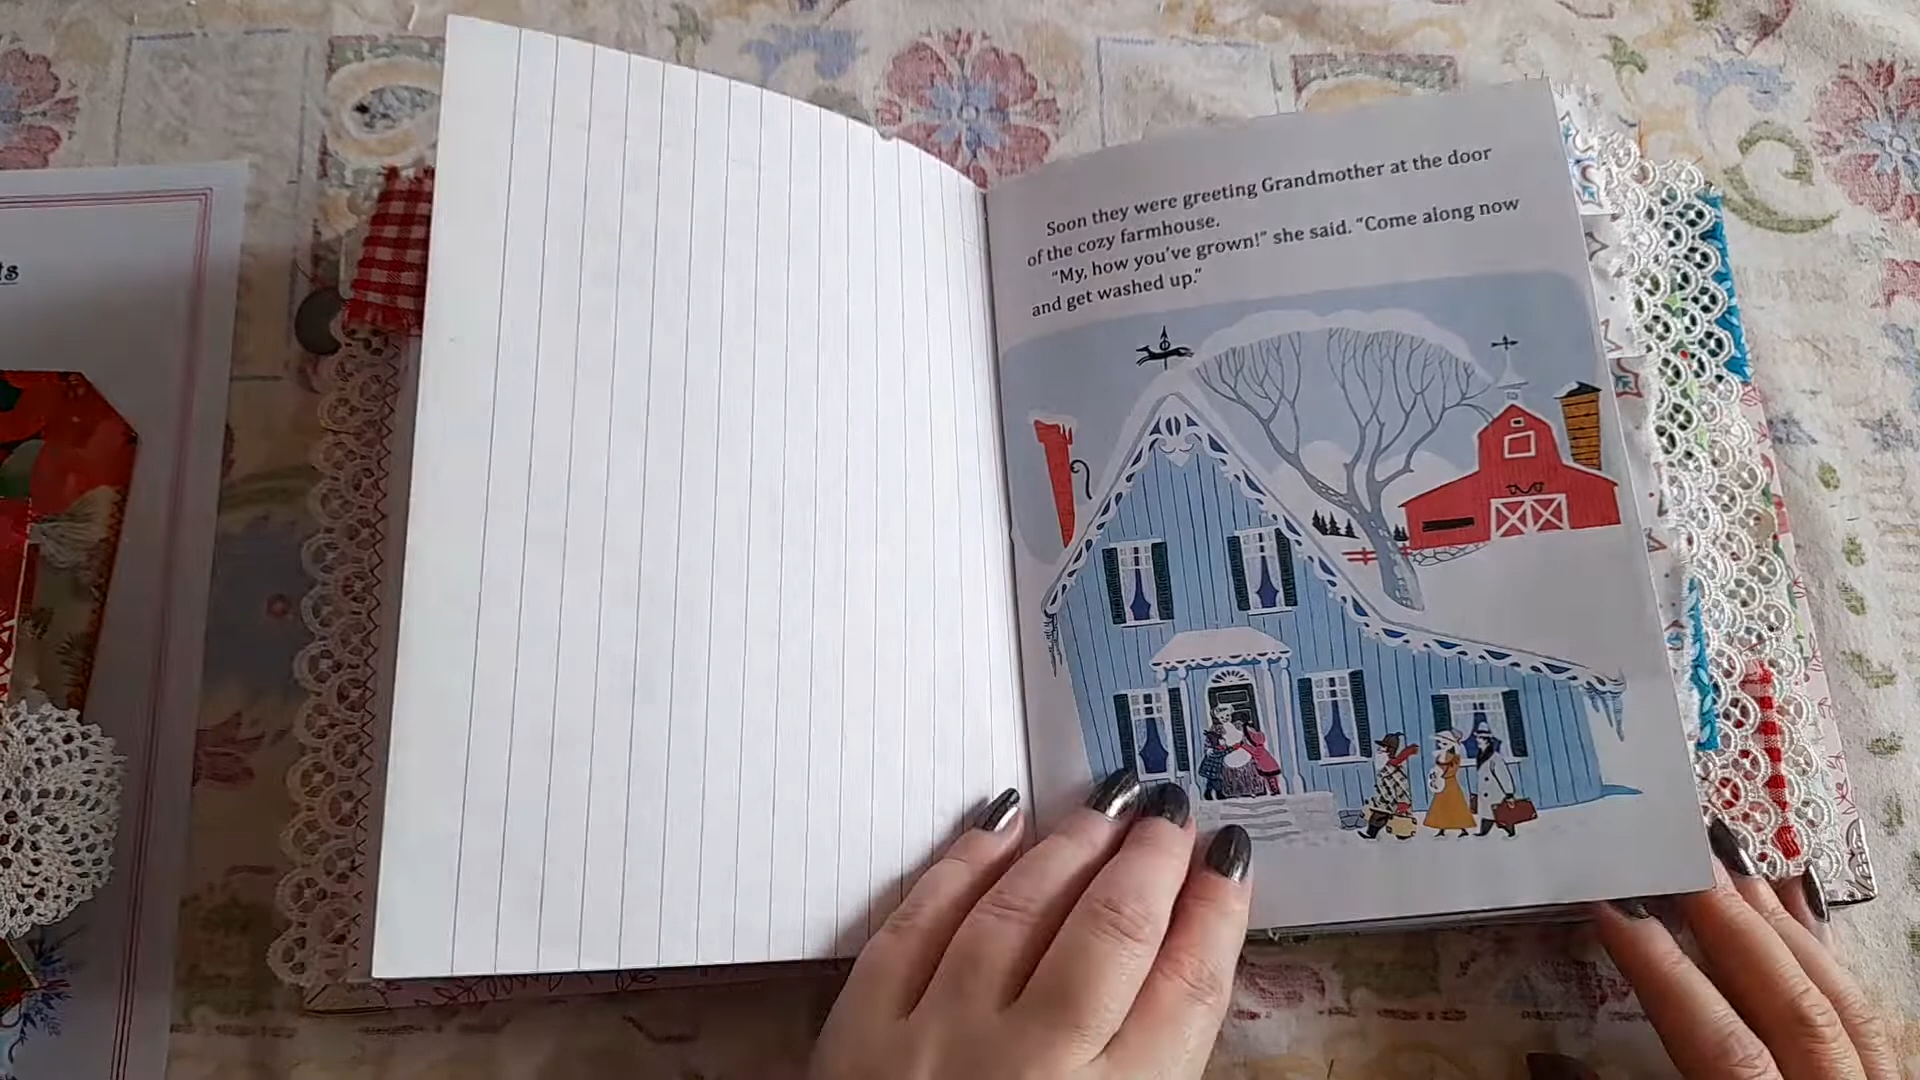 Soon they were greeting Grandmother at the door
of the cozy farmhouse.
“My, how you’ve grown!” she said. “Come along now
and get washed up.”
ts